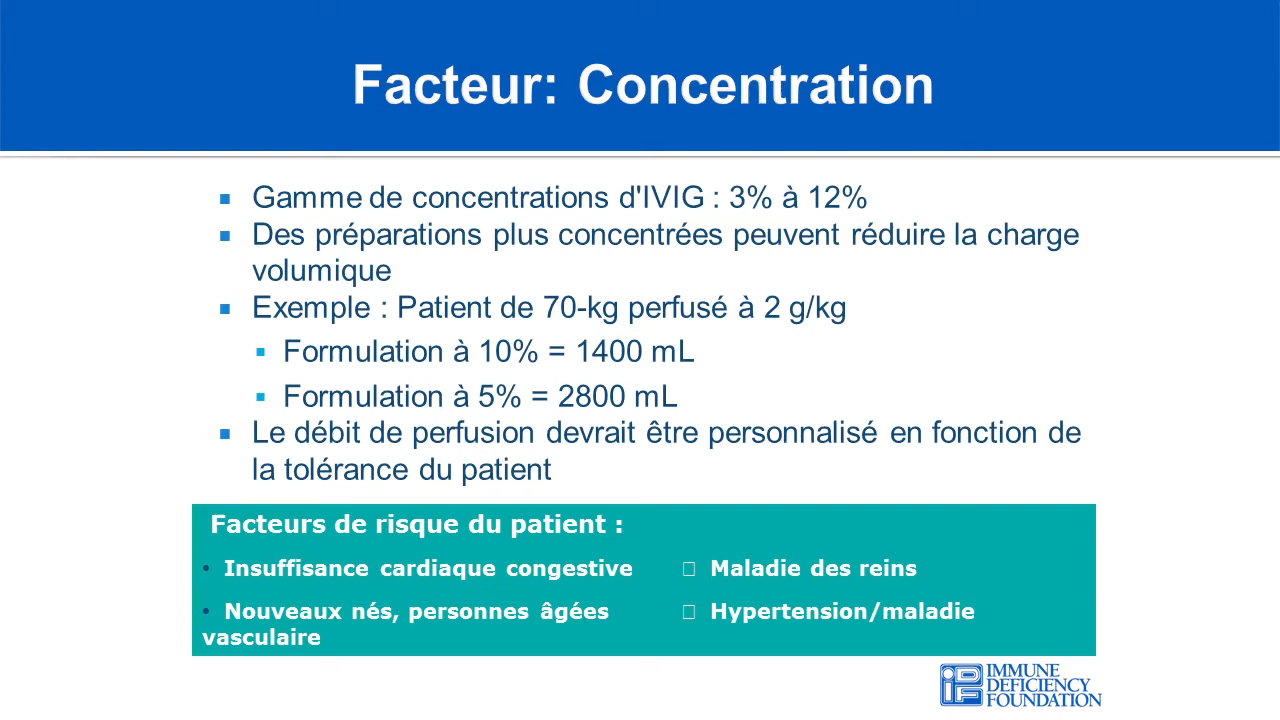 Facteur: Concentration
▪ Gamme de concentrations d'IVIG : 3% à 12%
▪ Des préparations plus concentrées peuvent réduire la charge
volumique
▪ Exemple : Patient de 70-kg perfusé à 2 g/kg
▪ Formulation à 10% = 1400 mL
▪ Formulation à 5% = 2800 mL
▪ Le débit de perfusion devrait être personnalisé en fonction de
la tolérance du patient
Facteurs de risque du patient :
• Insuffisance cardiaque congestive □ Maladie des reins
• Nouveaux nés, personnes âgées □ Hypertension/maladie
vasculaire
IDF IMMUNE
DEFICIENCY
FOUNDATION